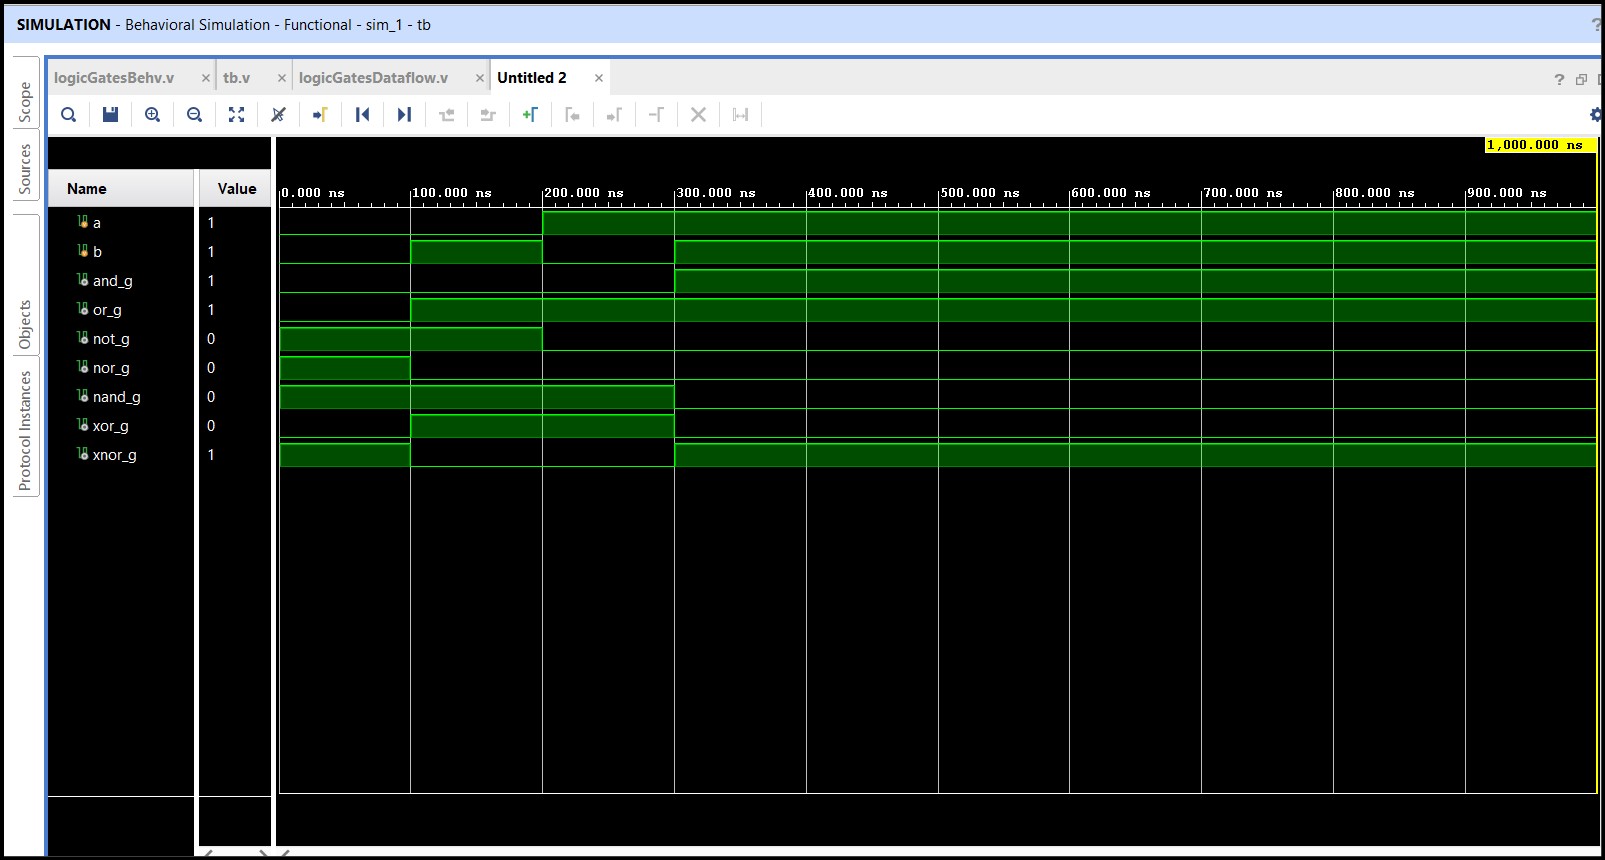 SIMULATION - Behavioral Simulation - Functional - sim_1 - tb
?
logicGatesBehv.v × tb.v × logicGatesDataflow.v × Untitled 2 ×
?
Scope
Sources
Objects
Protocol Instances
1,000.000 ns
Name Value
0.000 ns 100.000 ns 200.000 ns 300.000 ns 400.000 ns 500.000 ns 600.000 ns 700.000 ns 800.000 ns 900.000 ns
a 1
b 1
and_g 1
or_g 1
not_g 0
nor_g 0
nand_g 0
xor_g 0
xnor_g 1